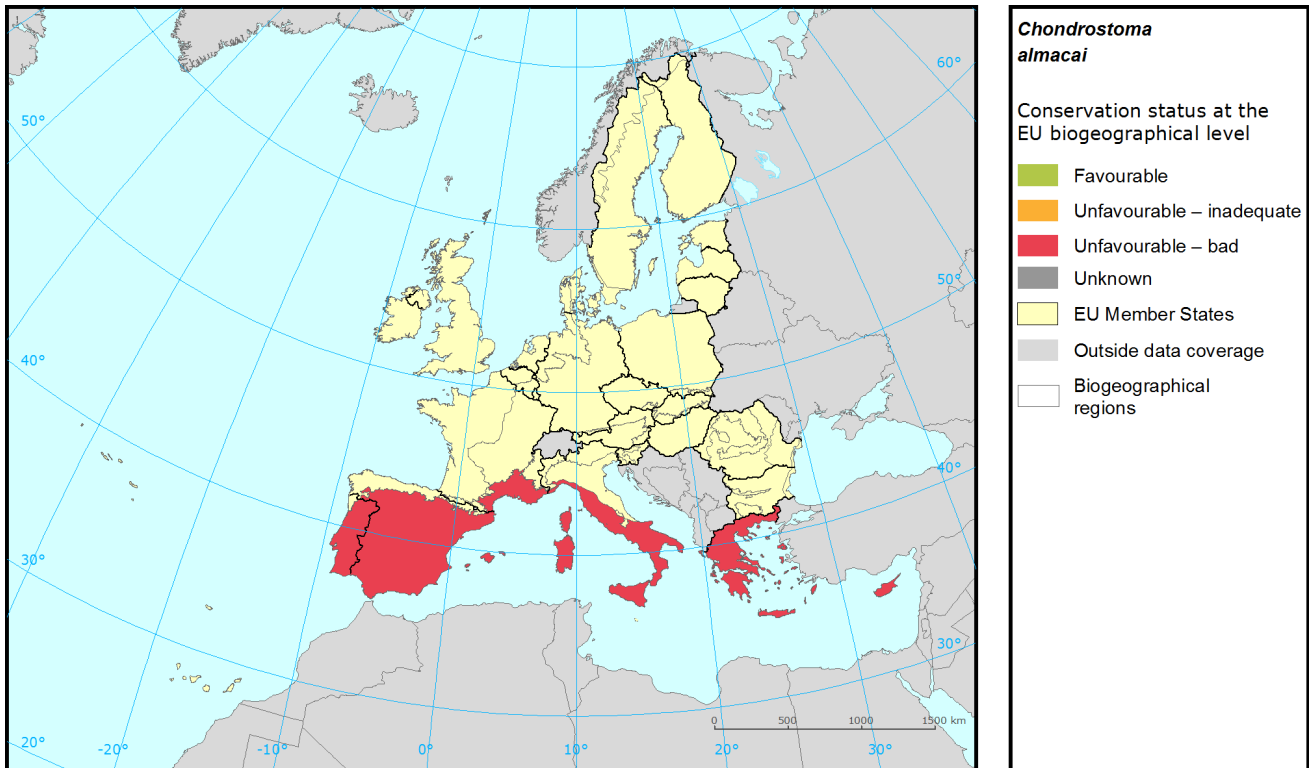 Chondrostoma
almacai
Conservation status at the
EU biogeographical level
Favourable
Unfavourable – inadequate
Unfavourable – bad
Unknown
EU Member States
Outside data coverage
Biogeographical
regions
60°
50°
50°
40°
40°
30°
30°
20°
-20°
-10°
0°
10°
20°
30°
0 500 1000 1500 km